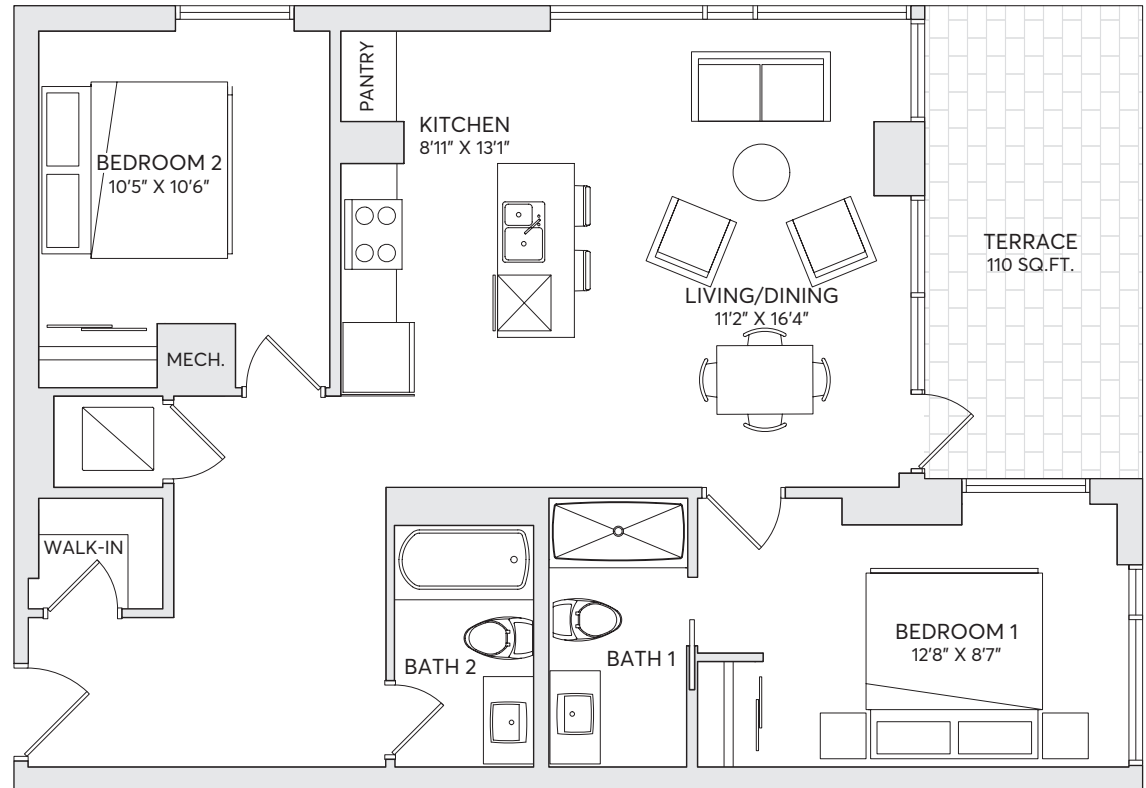 PANTRY
KITCHEN
8'11" X 13'1"
BEDROOM 2
10'5" X 10'6"
TERRACE
110 SQ.FT.
LIVING/DINING
11'2" X 16'4"
MECH.
WALK-IN
BATH 2
BATH 1
BEDROOM 1
12'8" X 8'7"